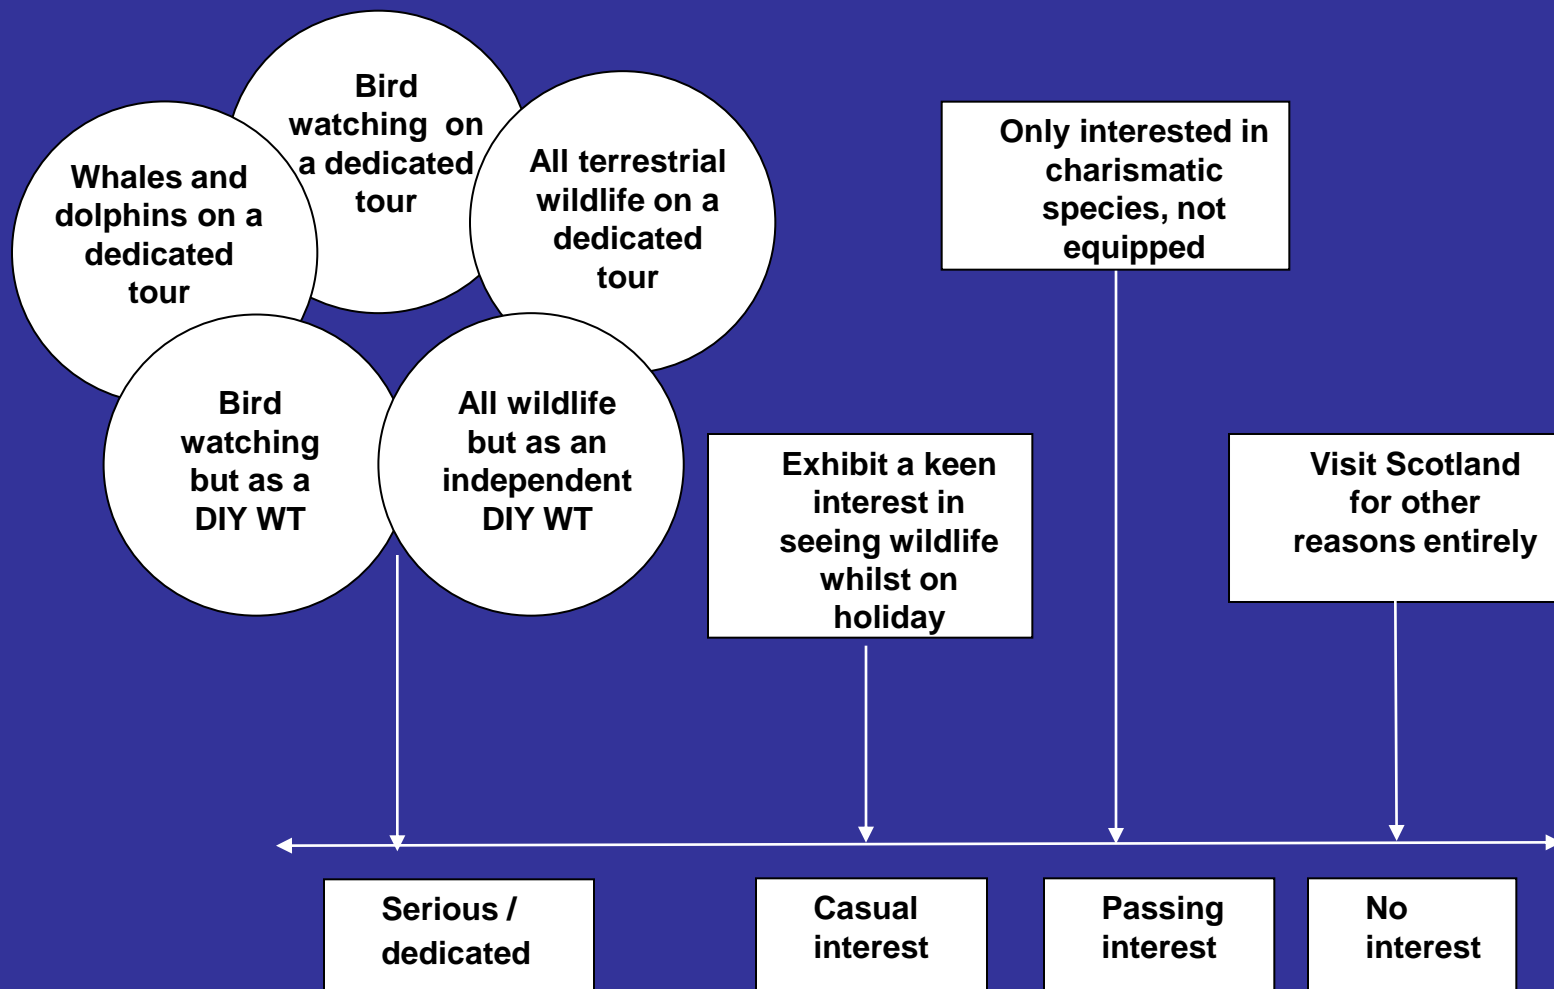 Bird
watching on
a dedicated
tour
Whales and
dolphins on a
dedicated
tour
All terrestrial
wildlife on a
dedicated
tour
Bird
watching
but as a
DIY WT
All wildlife
but as an
independent
DIY WT
Only interested in
charismatic
species, not
equipped
Exhibit a keen
interest in
seeing wildlife
whilst on
holiday
Visit Scotland
for other
reasons entirely
Serious /
dedicated
Casual
interest
Passing
interest
No
interest